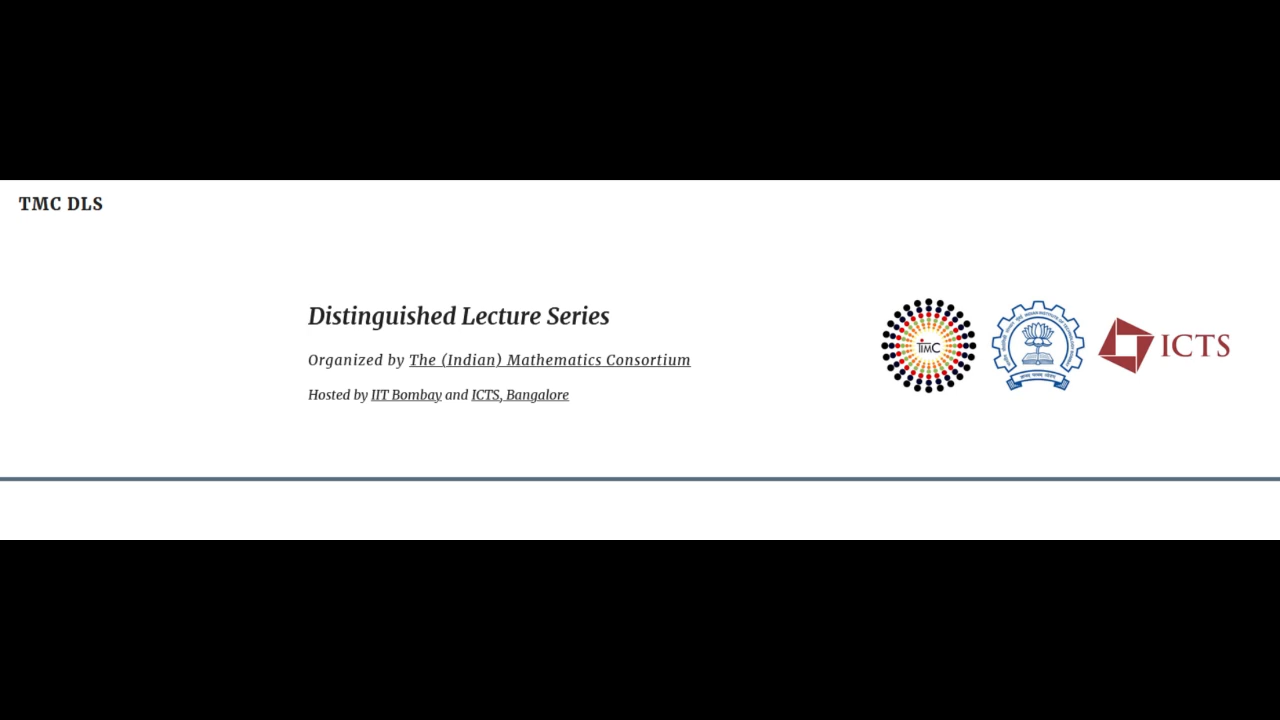 TMC DLS
Distinguished Lecture Series
Organized by The (Indian) Mathematics Consortium
Hosted by IIT Bombay and ICTS, Bangalore
TIMC
ICTS